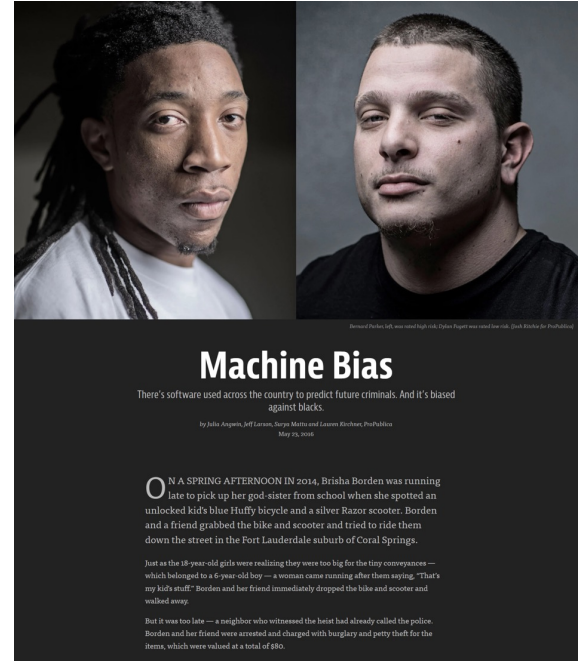 Bernard Parker, left, was rated high risk; Dylan Fugett was rated low risk. (Josh Ritchie for ProPublica)
Machine Bias
There's software used across the country to predict future criminals. And it's biased
against blacks.
by Julia Angwin, Jeff Larson, Surya Mattu and Lauren Kirchner, ProPublica
May 23, 2016
ON A SPRING AFTERNOON IN 2014, Brisha Borden was running
late to pick up her god-sister from school when she spotted an
unlocked kid's blue Huffy bicycle and a silver Razor scooter. Borden
and a friend grabbed the bike and scooter and tried to ride them
down the street in the Fort Lauderdale suburb of Coral Springs.
Just as the 18-year-old girls were realizing they were too big for the tiny conveyances —
which belonged to a 6-year-old boy — a woman came running after them saying, "That's
my kid's stuff." Borden and her friend immediately dropped the bike and scooter and
walked away.
But it was too late — a neighbor who witnessed the heist had already called the police.
Borden and her friend were arrested and charged with burglary and petty theft for the
items, which were valued at a total of $80.